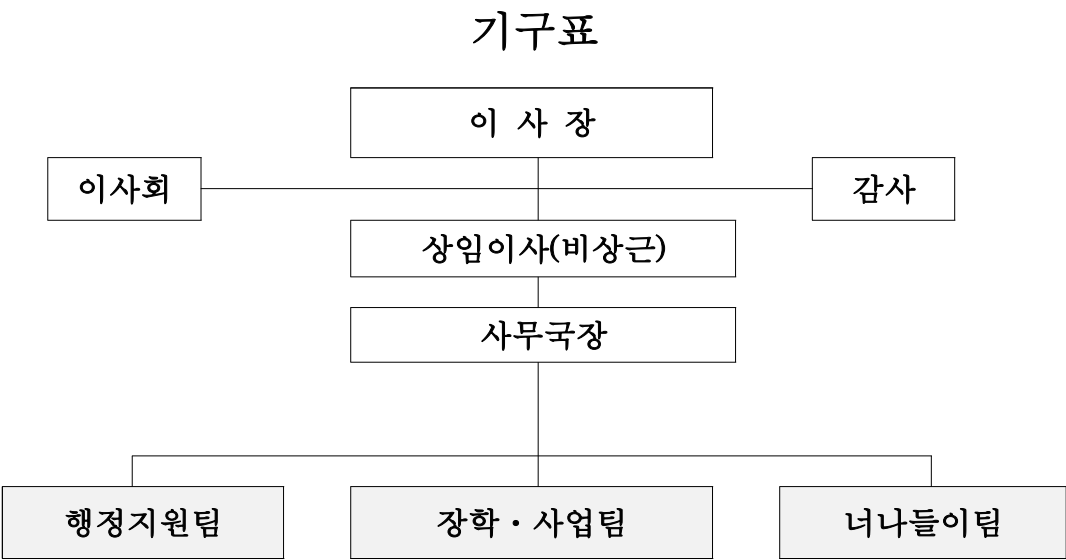 기구표
이 사 장
이사회
감사
상임이사(비상근)
사무국장
행정지원팀
장학·사업팀
너나들이팀